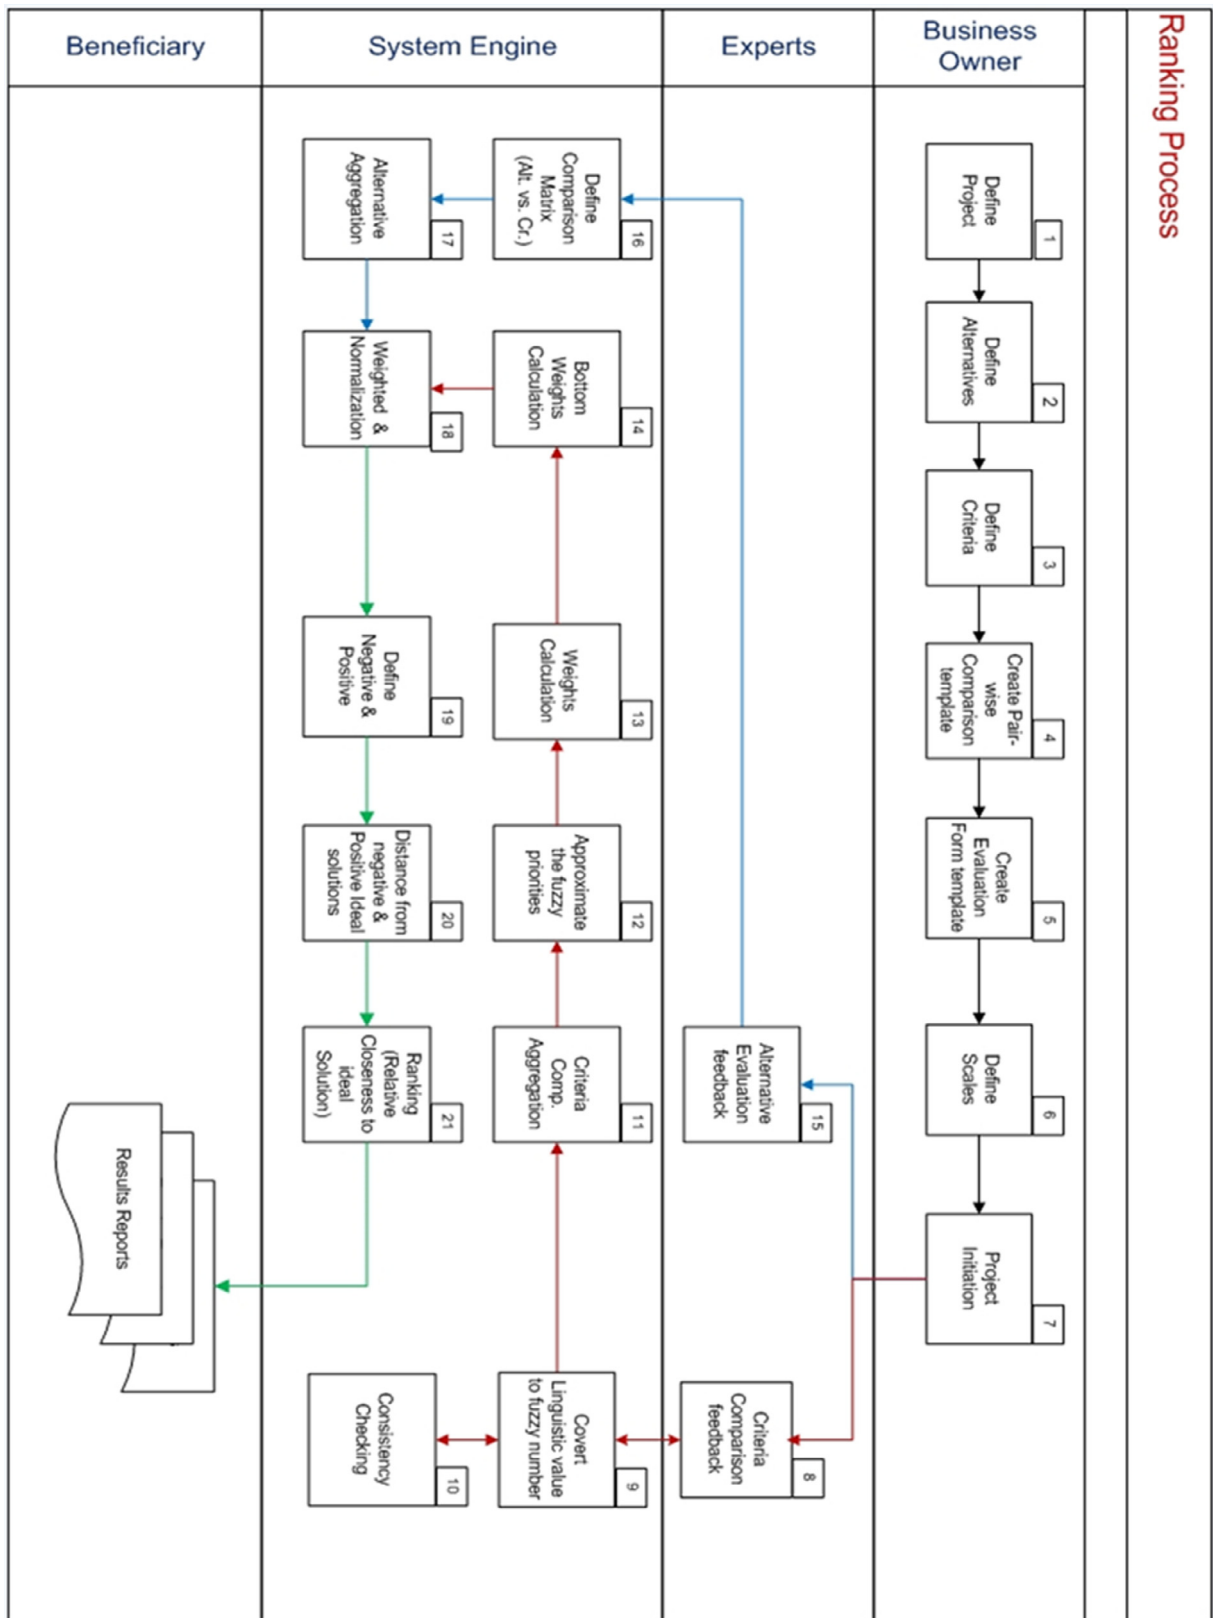 Ranking Process
Business
Owner
Experts
System Engine
Beneficiary
Define
Project
1
Define
Alternatives
2
Define
Criteria
3
Create Pair-
wise
Comparison
template
4
Create
Evaluation
Form template
5
Define
Scales
6
Project
Initiation
7
Alternative
Evaluation
feedback
15
Criteria
Comparison
feedback
8
Define
Comparison
Matrix
(Alt. vs. Cr.)
16
Bottom
Weights
Calculation
14
Weights
Calculation
13
Approximate
the fuzzy
priorities
12
Criteria
Comp.
Aggregation
11
Covert
Linguistic value
to fuzzy number
9
Alternative
Aggregation
17
Weighted &
Normalization
18
Define
Negative &
Positive
19
Distance from
negative &
Positive Ideal
solutions
20
Ranking
(Relative
Closeness to
ideal
Solution)
21
Consistency
Checking
10
Results Reports